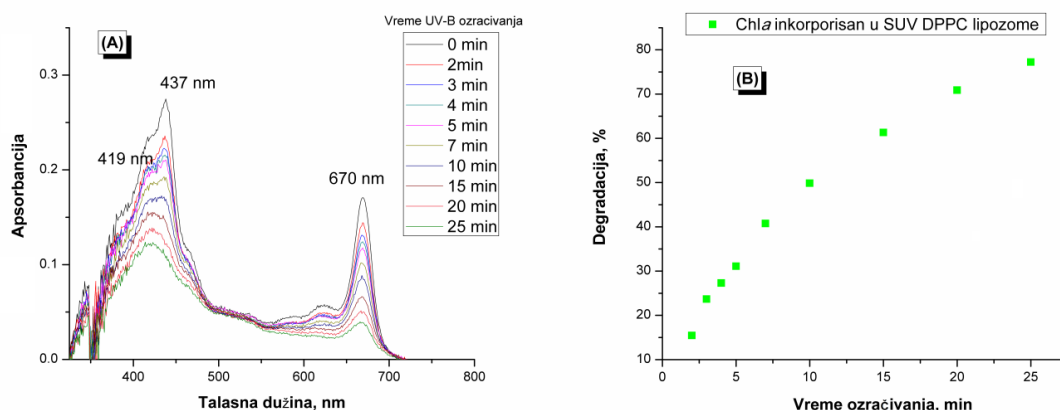 (A)
437 nm
419 nm
670 nm
Vreme UV-B ozracivanja
0 min
2min
3 min
4 min
5 min
7 min
10 min
15 min
20 min
25 min
Apsorbancija
0.3
0.2
0.1
0.0
400
500
600
700
800
Talasna dužina, nm
Chla inkorporisan u SUV DPPC lipozome
(B)
Degradacija, %
80
70
60
50
40
30
20
10
0
5
10
15
20
25
Vreme ozračivanja, min